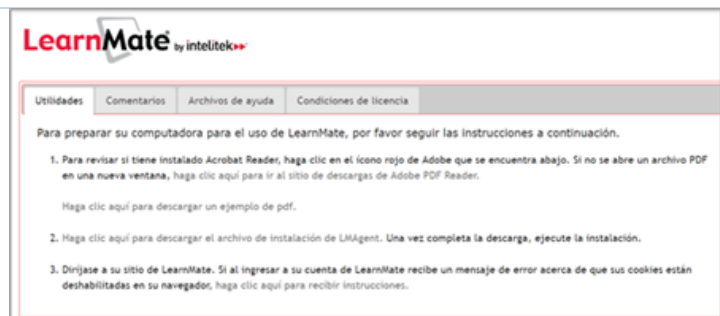 LearnMate by intelitek
Utilidades Comentarios Archivos de ayuda Condiciones de licencia
Para preparar su computadora para el uso de LearnMate, por favor seguir las instrucciones a continuación.
1. Para revisar si tiene instalado Acrobat Reader, haga clic en el ícono rojo de Adobe que se encuentra abajo. Si no se abre un archivo PDF
en una nueva ventana, haga clic aquí para ir al sitio de descargas de Adobe PDF Reader.
Haga clic aquí para descargar un ejemplo de pdf.
2. Haga clic aquí para descargar el archivo de instalación de LMAgent. Una vez completa la descarga, ejecute la instalación.
3. Diríjase a su sitio de LearnMate. Si al ingresar a su cuenta de LearnMate recibe un mensaje de error acerca de que sus cookies están
deshabilitadas en su navegador, haga clic aquí para recibir instrucciones.